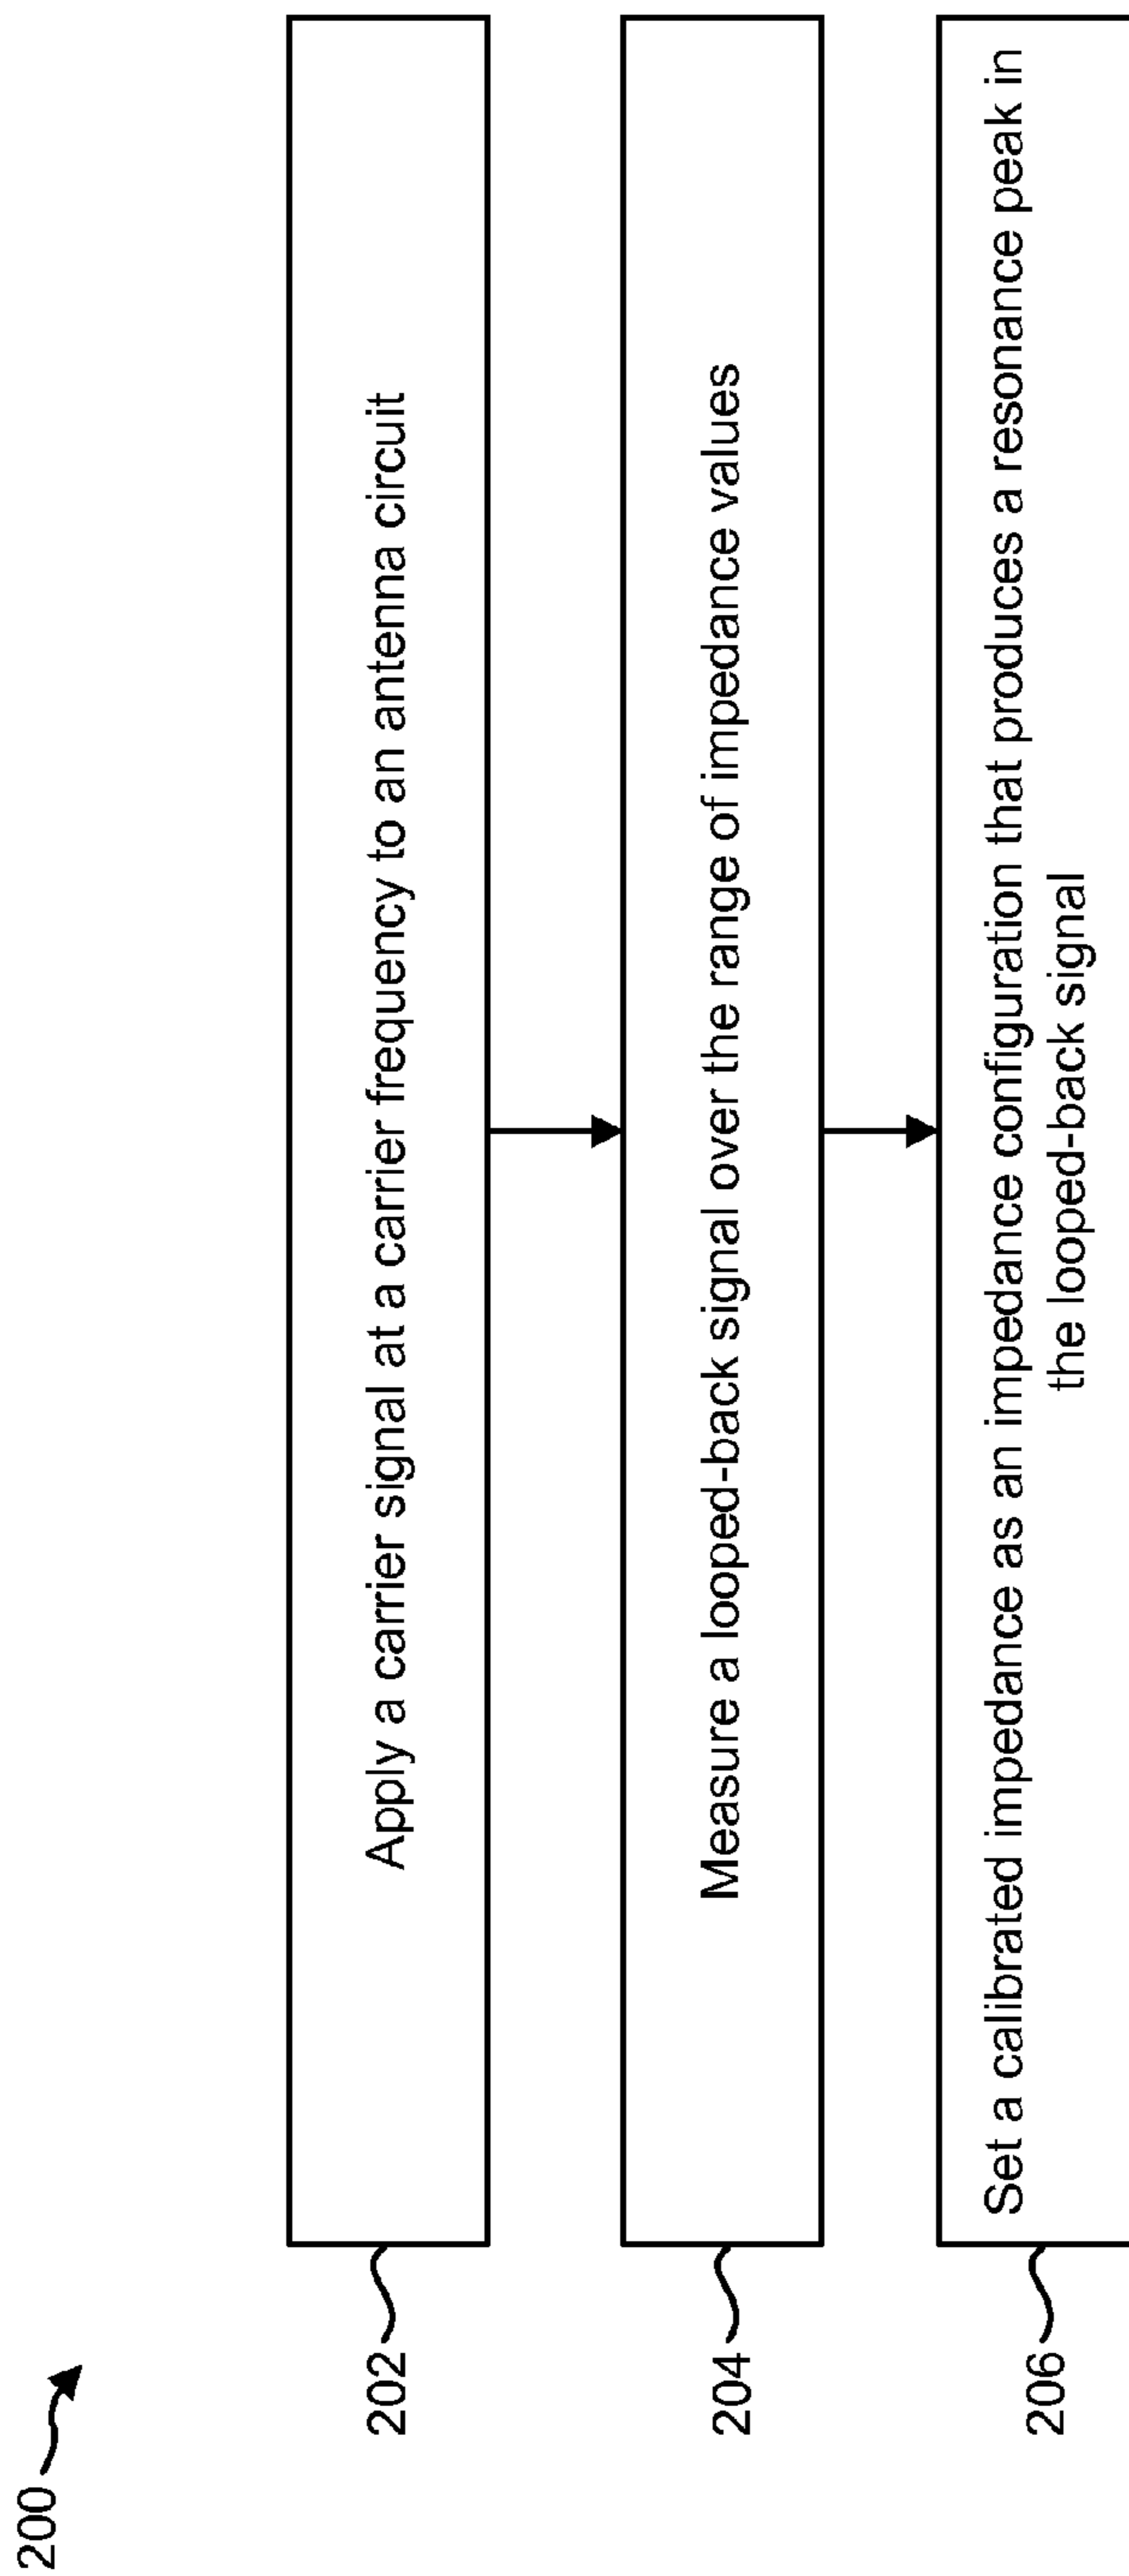 200
202
Apply a carrier signal at a carrier frequency to an antenna circuit
204
Measure a looped-back signal over the range of impedance values
206
Set a calibrated impedance as an impedance configuration that produces a resonance peak in
the looped-back signal